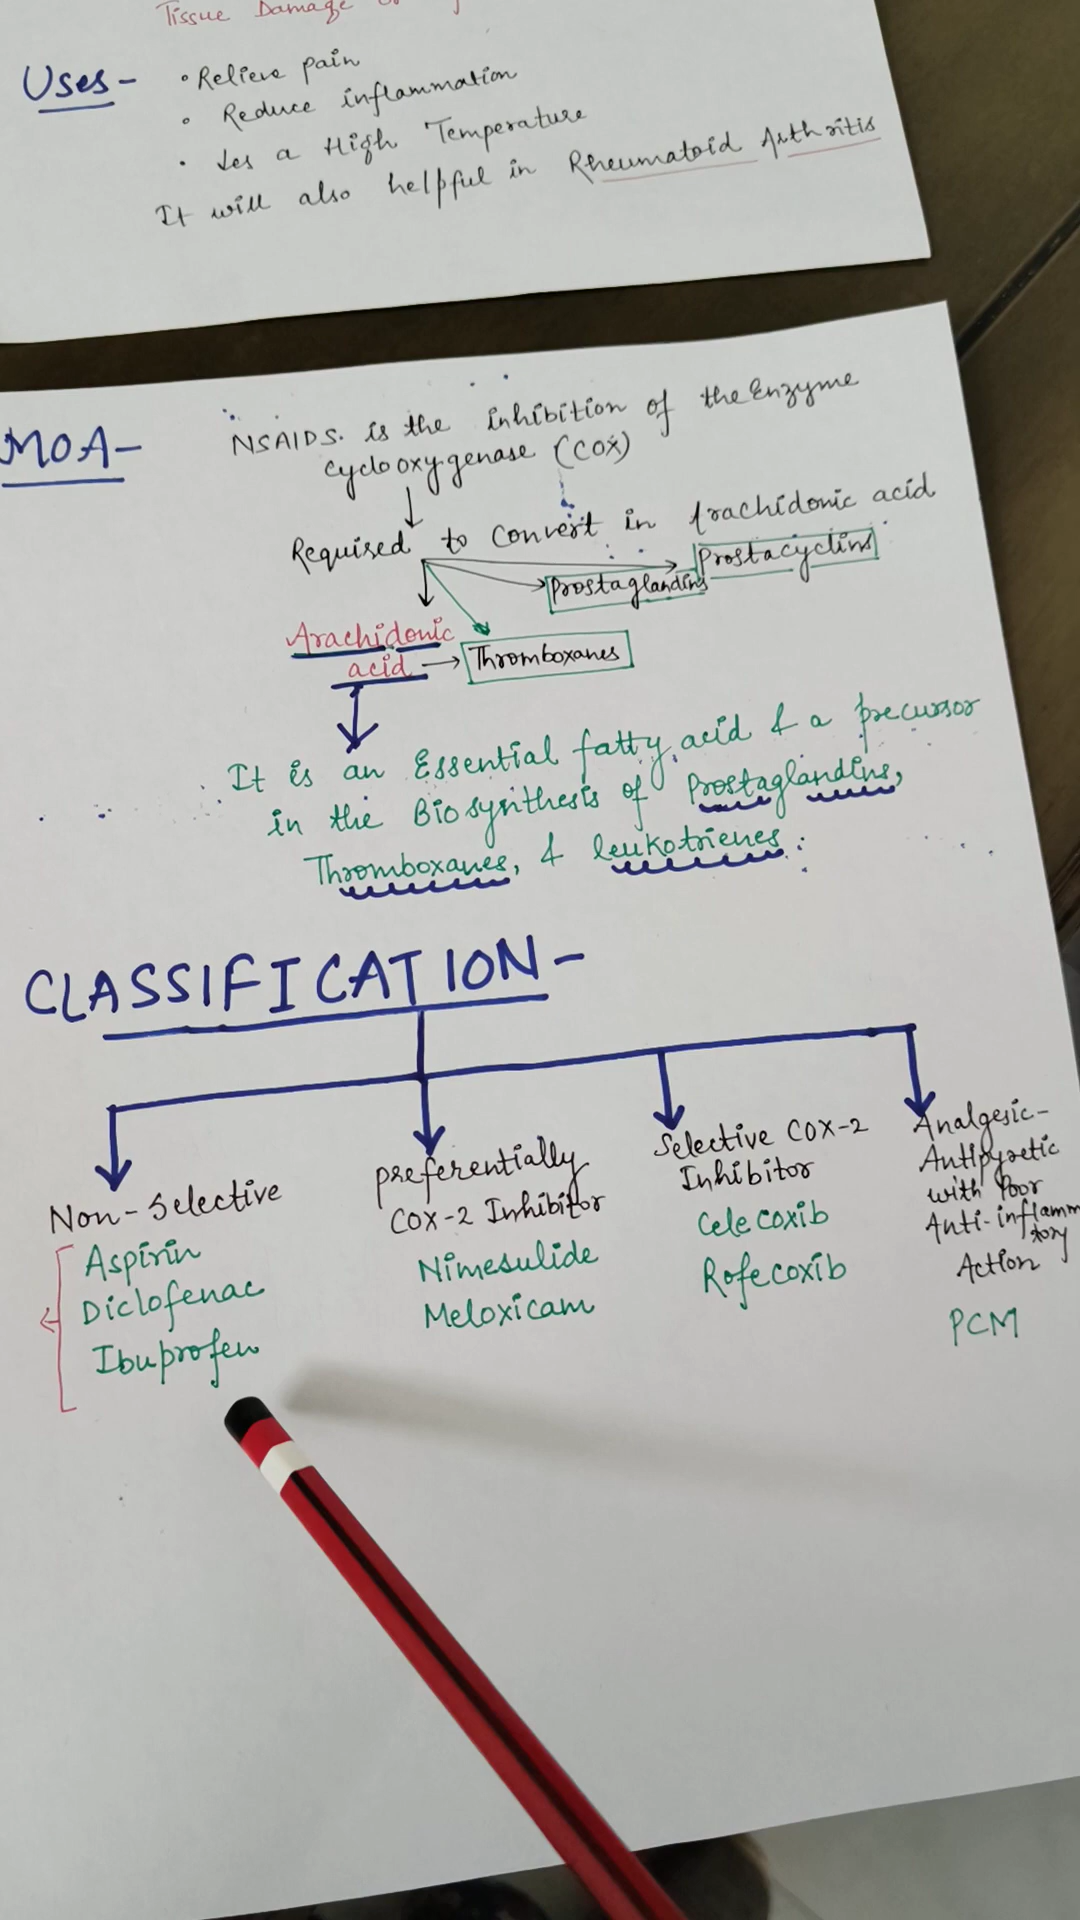 Tissue Damage
Uses-
• Relieve pain
• Reduce inflammation
• ↓es a High Temperature
It will also helpful in Rheumatoid Arthritis
MOA-
NSAIDS. is the inhibition of the Enzyme
cyclooxygenase (COX)
Required to convert in Arachidonic acid
Prostacyclins
Prostaglandins
Arachidonic
acid → Thromboxanes
It is an Essential fatty acid & a precursor
in the Biosynthesis of Prostaglandins,
Thromboxanes, & leukotrienes.
CLASSIFICATION-
Non-Selective
Aspirin
Diclofenac
Ibuprofen
preferentially
COX-2 Inhibitor
Nimesulide
Meloxicam
Selective COX-2
Inhibitor
Celecoxib
Rofecoxib
Analgesic-
Antipyretic
with Poor
Anti-inflamm
tory
Action
PCM